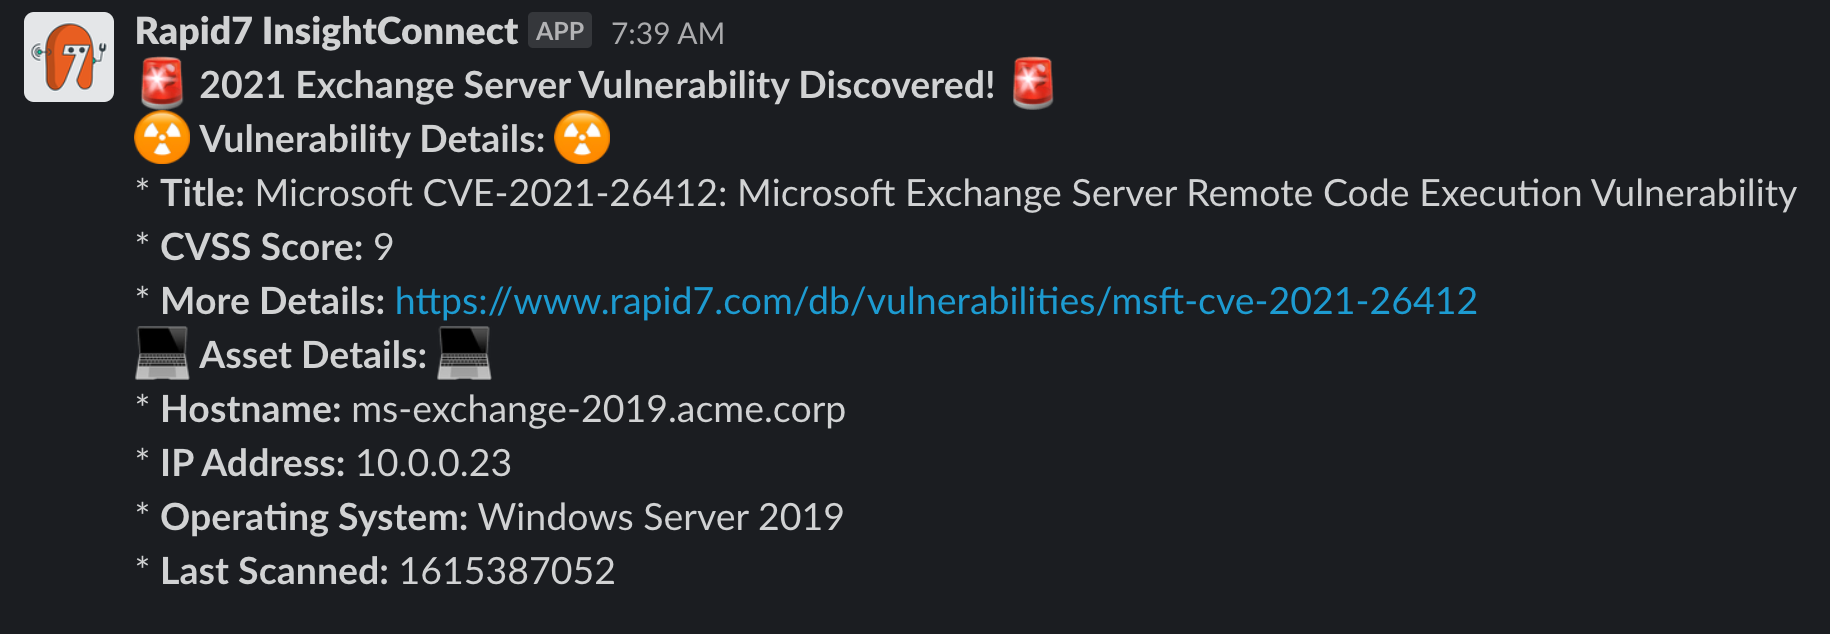 Rapid7 InsightConnect APP 7:39 AM
🚨 2021 Exchange Server Vulnerability Discovered! 🚨
☢️ Vulnerability Details: ☢️
* Title: Microsoft CVE-2021-26412: Microsoft Exchange Server Remote Code Execution Vulnerability
* CVSS Score: 9
* More Details: https://www.rapid7.com/db/vulnerabilities/msft-cve-2021-26412
💻 Asset Details: 💻
* Hostname: ms-exchange-2019.acme.corp
* IP Address: 10.0.0.23
* Operating System: Windows Server 2019
* Last Scanned: 1615387052